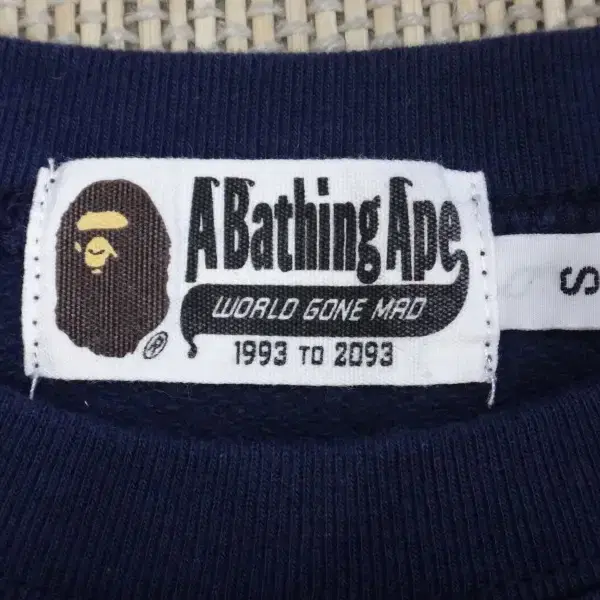 A Bathing Ape
WORLD GONE MAD
1993 TO 2093
®
S